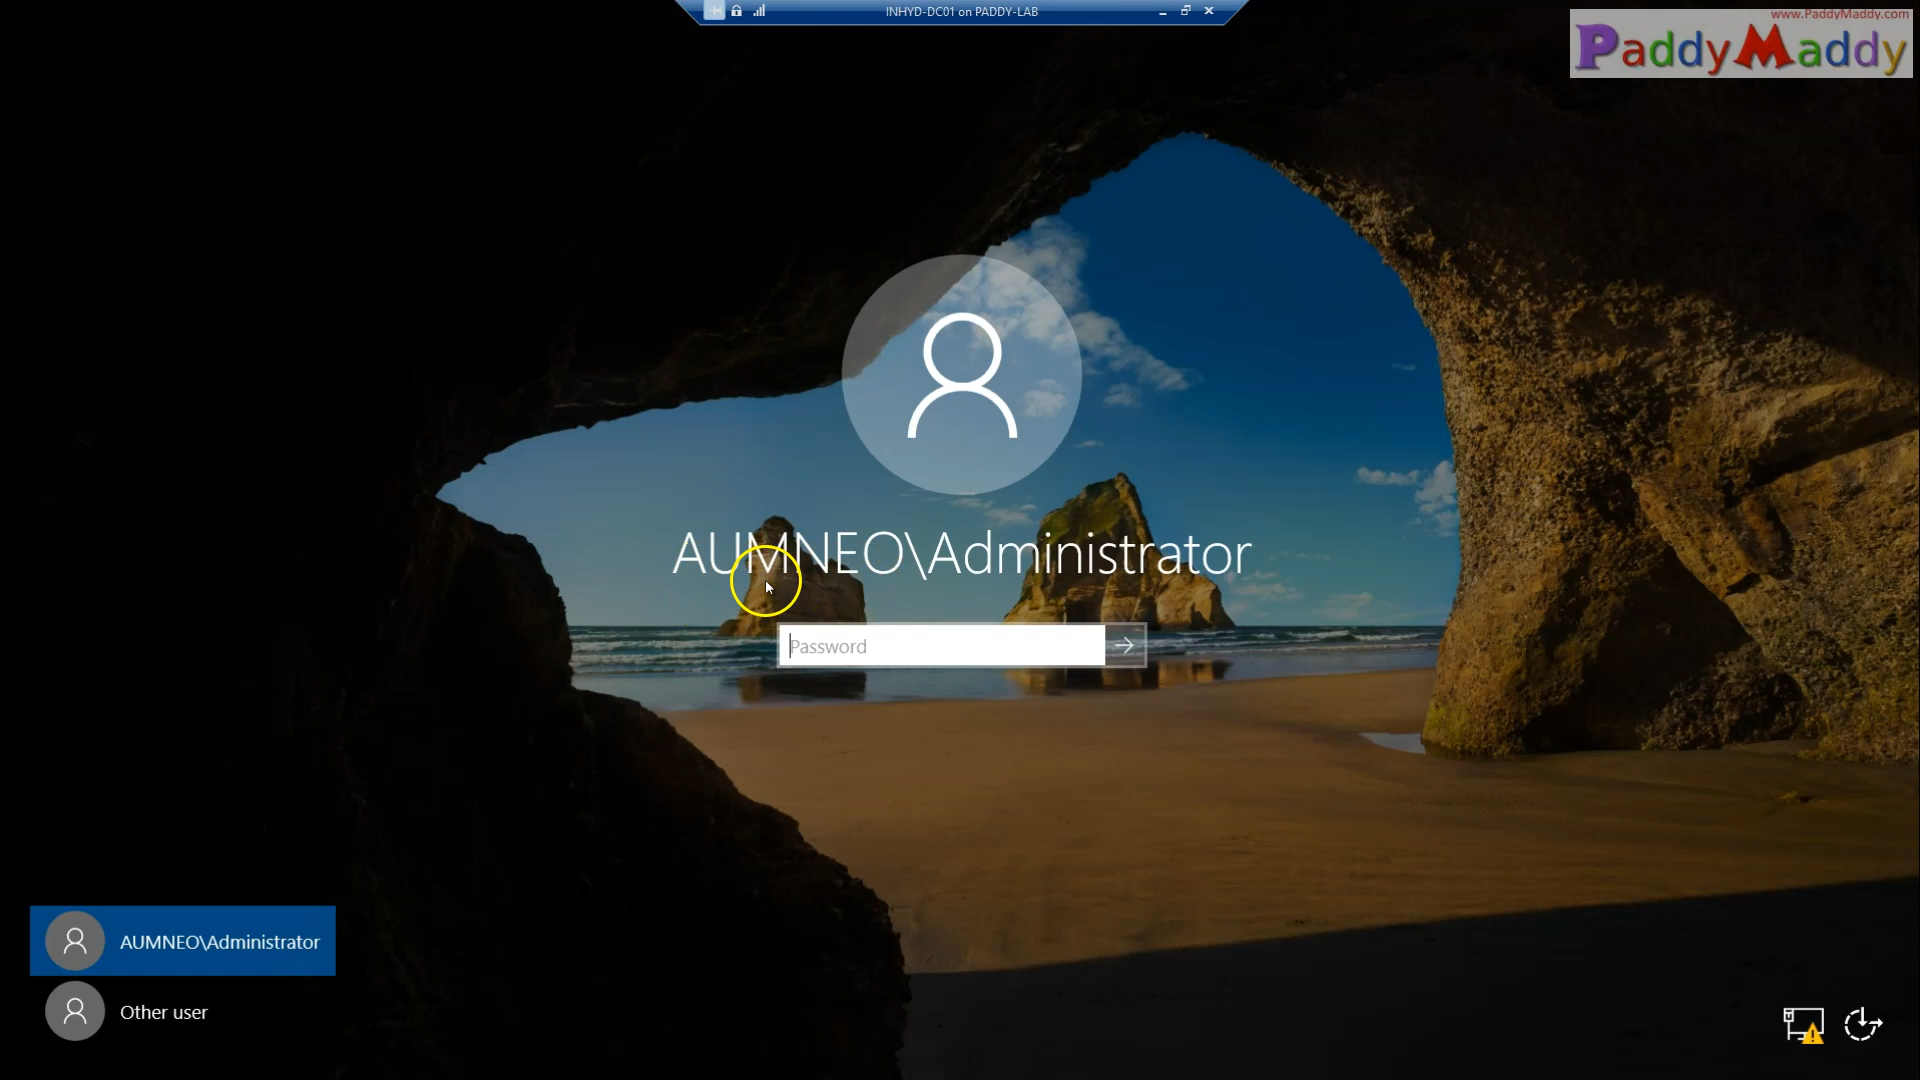 INHYD-DC01 on PADDY-LAB
www.PaddyMaddy.com
PaddyMaddy
AUMNEO\Administrator
Password
AUMNEO\Administrator
Other user